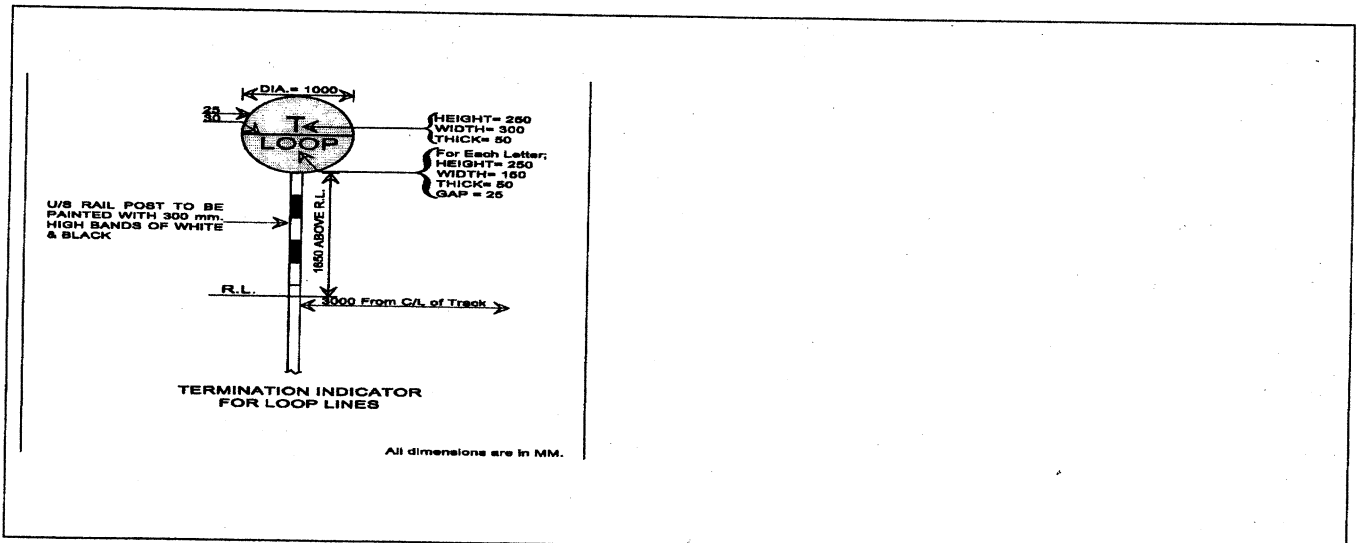 DIA.= 1000
25
30
T
LOOP
HEIGHT= 250
WIDTH= 300
THICK= 50
For Each Letter;
HEIGHT= 250
WIDTH= 150
THICK= 50
GAP = 25
U/S RAIL POST TO BE
PAINTED WITH 300 mm.
HIGH BANDS OF WHITE
& BLACK
1650 ABOVE R.L.
R.L.
3000 From C/L of Track
TERMINATION INDICATOR
FOR LOOP LINES
All dimensions are in MM.